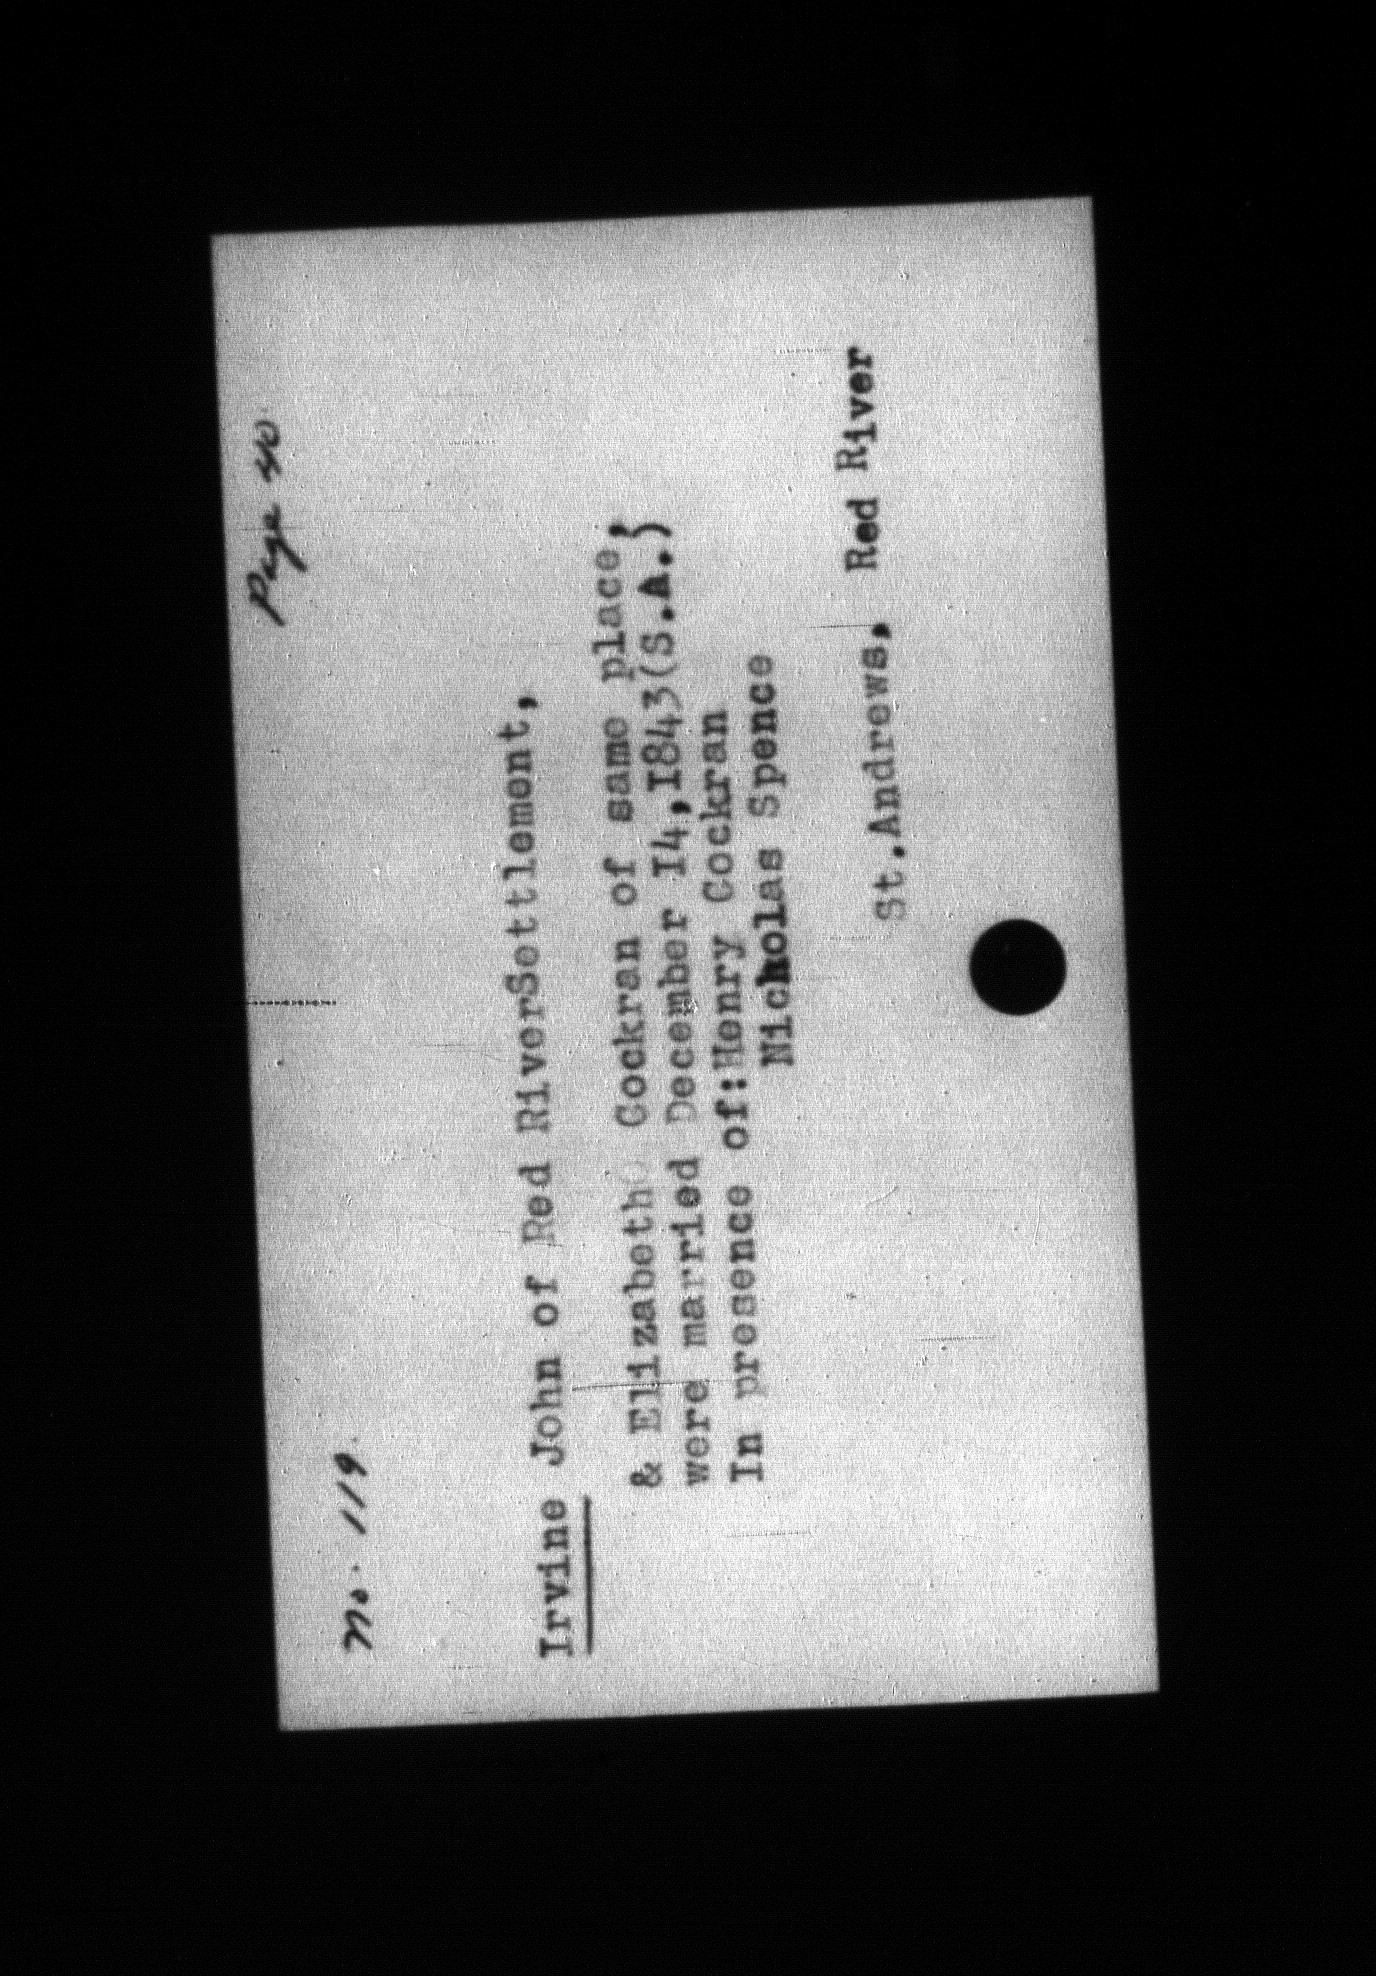 Page 40.
No. 119.
Irvine John of Red RiverSettlement,
& Elizabeth Cockran of same place,
were married December I4,I843(S.A.)
In presence of:Henry Cockran
Nicholas Spence
St.Andrews, Red River